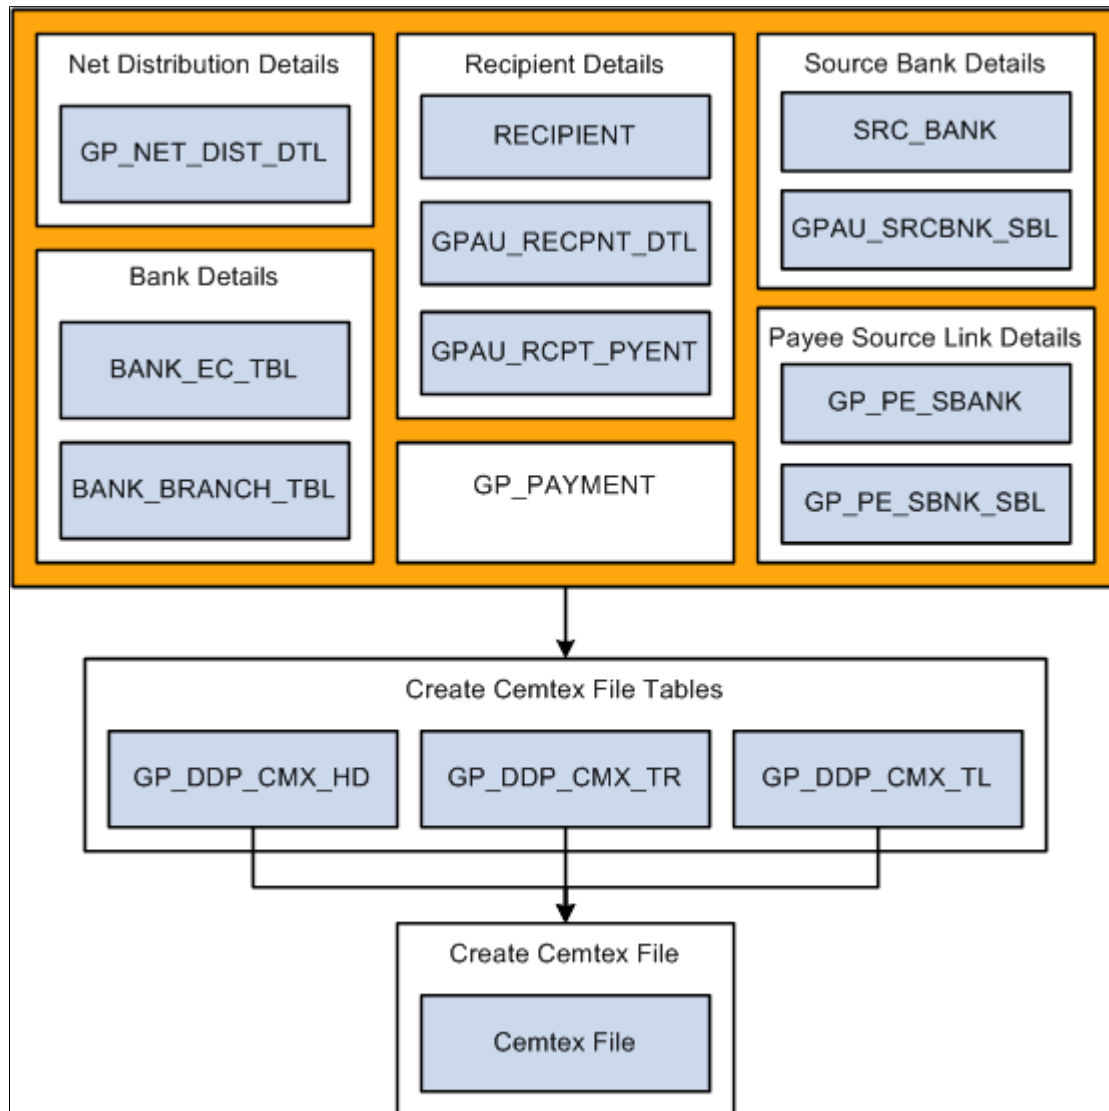 Net Distribution Details
GP_NET_DIST_DTL
Bank Details
BANK_EC_TBL
BANK_BRANCH_TBL
Recipient Details
RECIPIENT
GPAU_RECPNT_DTL
GPAU_RCPT_PYENT
GP_PAYMENT
Source Bank Details
SRC_BANK
GPAU_SRCBNK_SBL
Payee Source Link Details
GP_PE_SBANK
GP_PE_SBNK_SBL
Create Cemtex File Tables
GP_DDP_CMX_HD
GP_DDP_CMX_TR
GP_DDP_CMX_TL
Create Cemtex File
Cemtex File